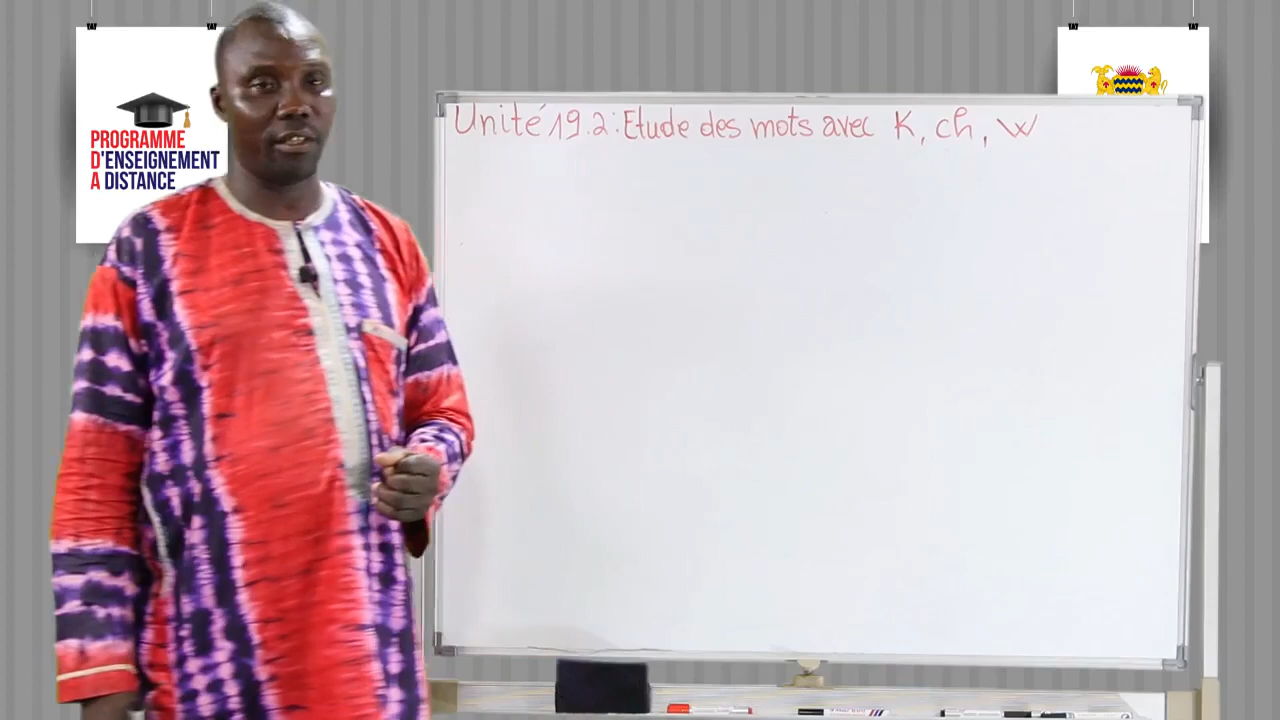 PROGRAMME
D'ENSEIGNEMENT
A DISTANCE
Unité 19.2: Etude des mots avec K, ch, w